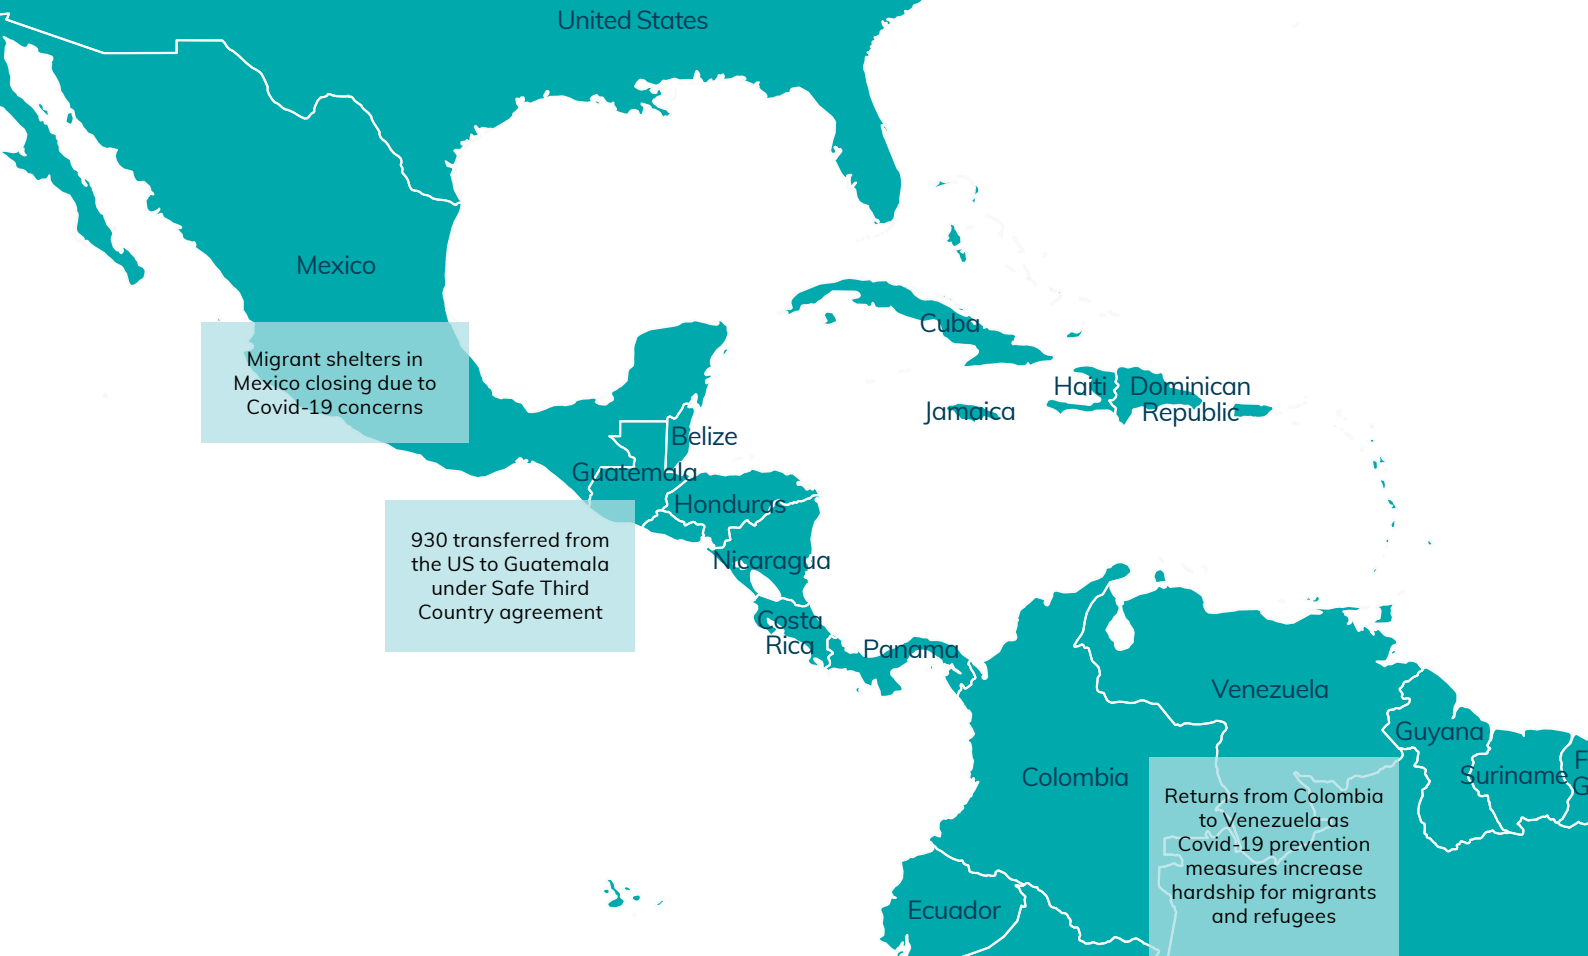 United States
Mexico
Migrant shelters in
Mexico closing due to
Covid-19 concerns
Cuba
Haiti
Dominican
Republic
Jamaica
Belize
Guatemala
Honduras
930 transferred from
the US to Guatemala
under Safe Third
Country agreement
Nicaragua
Costa
Rica
Panama
Venezuela
Guyana
Colombia
Suriname
F
G
Returns from Colombia
to Venezuela as
Covid-19 prevention
measures increase
hardship for migrants
and refugees
Ecuador